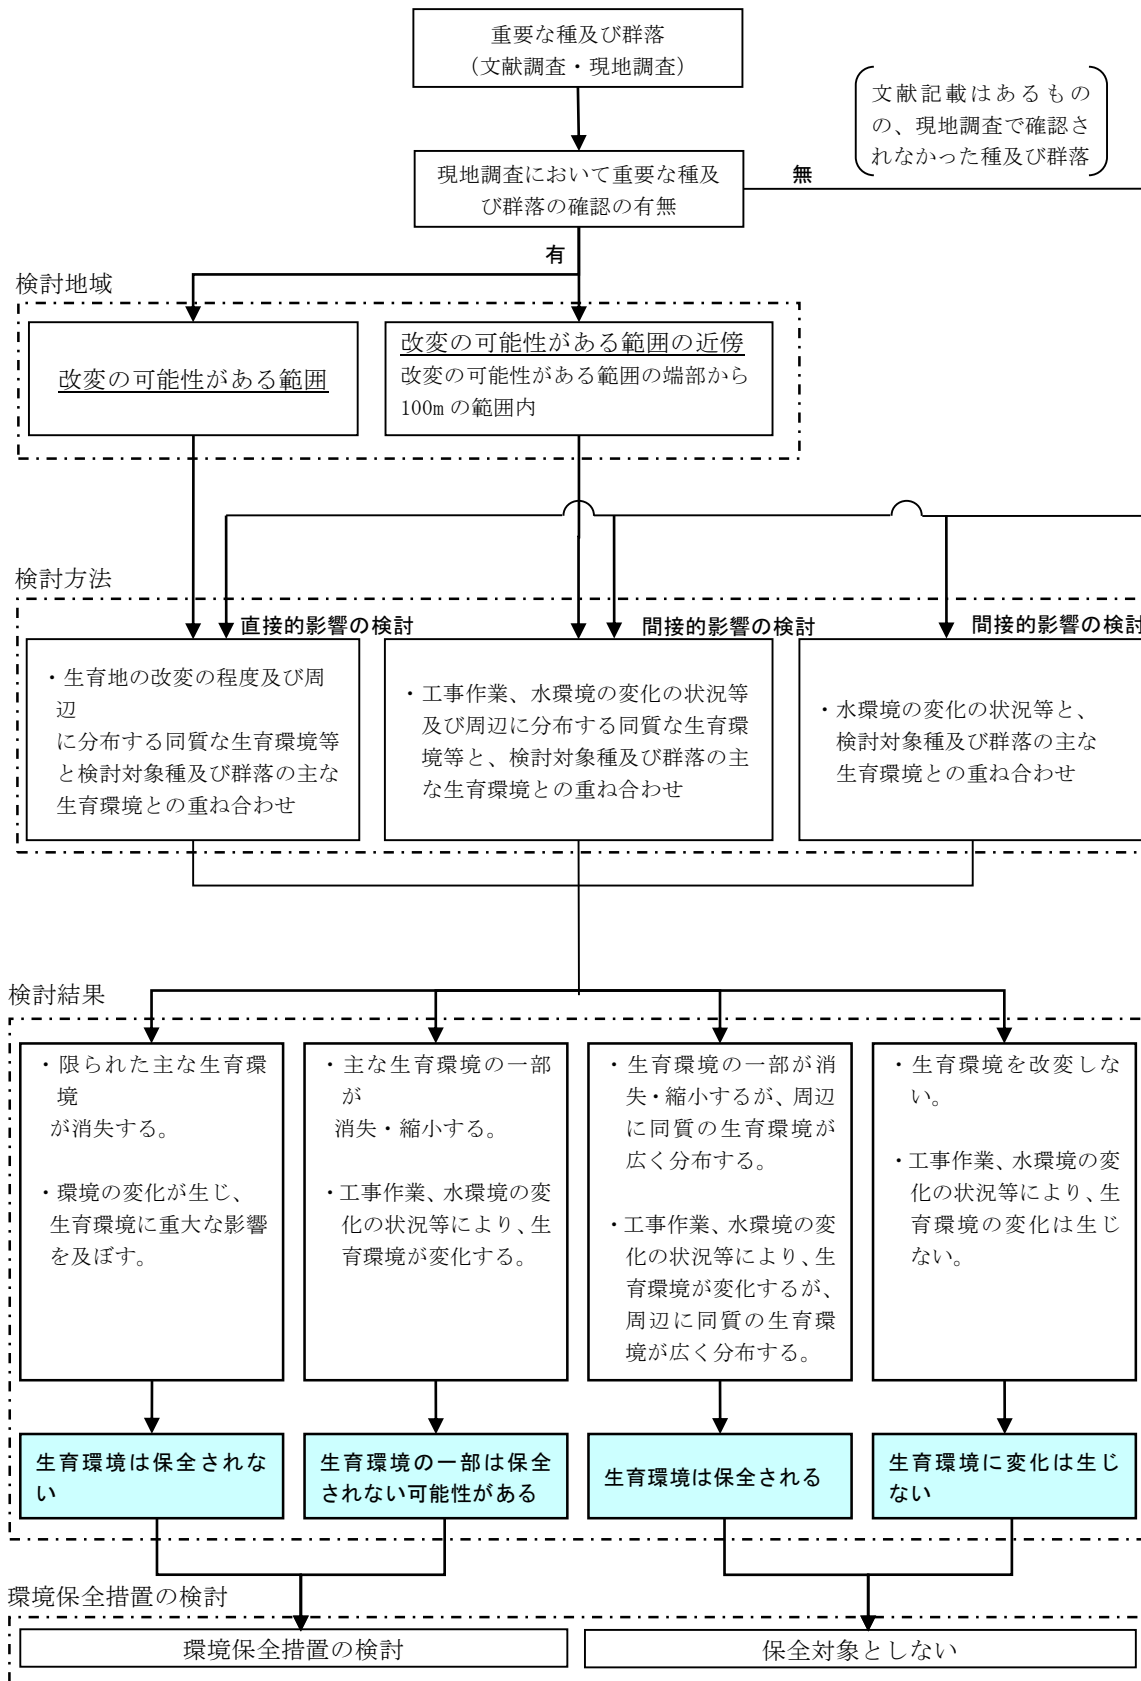 重要な種及び群落
（文献調査・現地調査）
文献記載はあるもの
の、現地調査で確認さ
れなかった種及び群落
現地調査において重要な種及
び群落の確認の有無
無
有
検討地域
改変の可能性がある範囲
改変の可能性がある範囲の近傍
改変の可能性がある範囲の端部から
100m の範囲内
検討方法
直接的影響の検討
間接的影響の検討
間接的影響の検討
・生育地の改変の程度及び周
辺
に分布する同質な生育環境等
と検討対象種及び群落の主な
生育環境との重ね合わせ
・工事作業、水環境の変化の状況等
及び周辺に分布する同質な生育環
境等と、検討対象種及び群落の主
な生育環境との重ね合わせ
・水環境の変化の状況等と、
検討対象種及び群落の主な
生育環境との重ね合わせ
検討結果
・限られた主な生育環
境
が消失する。
・環境の変化が生じ、
生育環境に重大な影響
を及ぼす。
・主な生育環境の一部
が
消失・縮小する。
・工事作業、水環境の変
化の状況等により、生
育環境が変化する。
・生育環境の一部が消
失・縮小するが、周辺
に同質の生育環境が
広く分布する。
・工事作業、水環境の変
化の状況等により、生
育環境が変化するが、
周辺に同質の生育環
境が広く分布する。
・生育環境を改変しな
い。
・工事作業、水環境の変
化の状況等により、生
育環境の変化は生じ
ない。
生育環境は保全されな
い
生育環境の一部は保全
されない可能性がある
生育環境は保全される
生育環境に変化は生じ
ない
環境保全措置の検討
環境保全措置の検討
保全対象としない